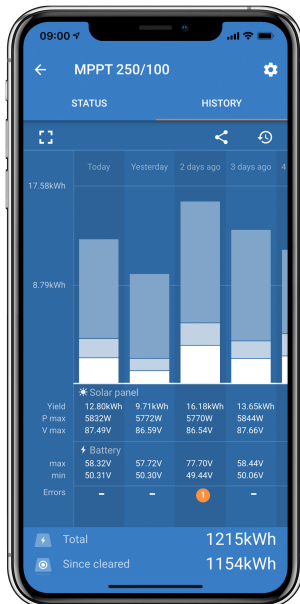 09:00
MPPT 250/100
STATUS HISTORY
Today Yesterday 2 days ago 3 days ago 4
17.58kWh
8.79kWh
Solar panel
Yield 12.80kWh 9.71kWh 16.18kWh 13.65kWh
P max 5832W 5772W 5770W 5844W
V max 87.49V 86.59V 86.54V 87.66V
Battery
max 58.32V 57.72V 77.70V 58.44V
min 50.31V 50.30V 49.44V 50.06V
Errors – – 1 –
Total 1215kWh
Since cleared 1154kWh